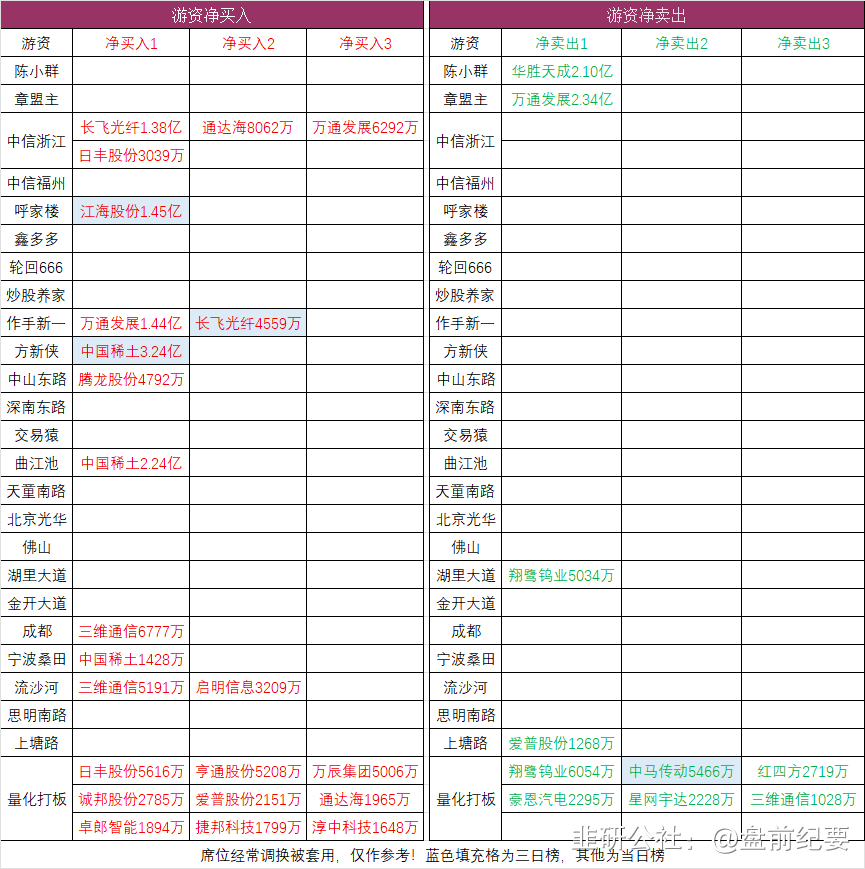 游资净买入 游资净卖出
游资 净买入1 净买入2 净买入3 游资 净卖出1 净卖出2 净卖出3
陈小群 陈小群 华胜天成2.10亿
章盟主 章盟主 万通发展2.34亿
中信浙江 长飞光纤1.38亿 通达海8062万 万通发展6292万 中信浙江
日丰股份3039万
中信福州 中信福州
呼家楼 江海股份1.45亿 呼家楼
鑫多多 鑫多多
轮回666 轮回666
炒股养家 炒股养家
作手新一 万通发展1.44亿 长飞光纤4559万 作手新一
方新侠 中国稀土3.24亿 方新侠
中山东路 腾龙股份4792万 中山东路
深南东路 深南东路
交易猿 交易猿
曲江池 中国稀土2.24亿 曲江池
天童南路 天童南路
北京光华 北京光华
佛山 佛山
湖里大道 湖里大道 翔鹭钨业5034万
金开大道 金开大道
成都 三维通信6777万 成都
宁波桑田 中国稀土1428万 宁波桑田
流沙河 三维通信5191万 启明信息3209万 流沙河
思明南路 思明南路
上塘路 上塘路 爱普股份1268万
量化打板 日丰股份5616万 亨通股份5208万 万辰集团5006万 量化打板 翔鹭钨业6054万 中马传动5466万 红四方2719万
诚邦股份2785万 爱普股份2151万 通达海1965万 豪恩汽电2295万 星网宇达2228万 三维通信1028万
卓郎智能1894万 捷邦科技1799万 淳中科技1648万
席位经常调换被套用，仅作参考！蓝色填充格为三日榜，其他为当日榜
韭研公社：@盘前纪要